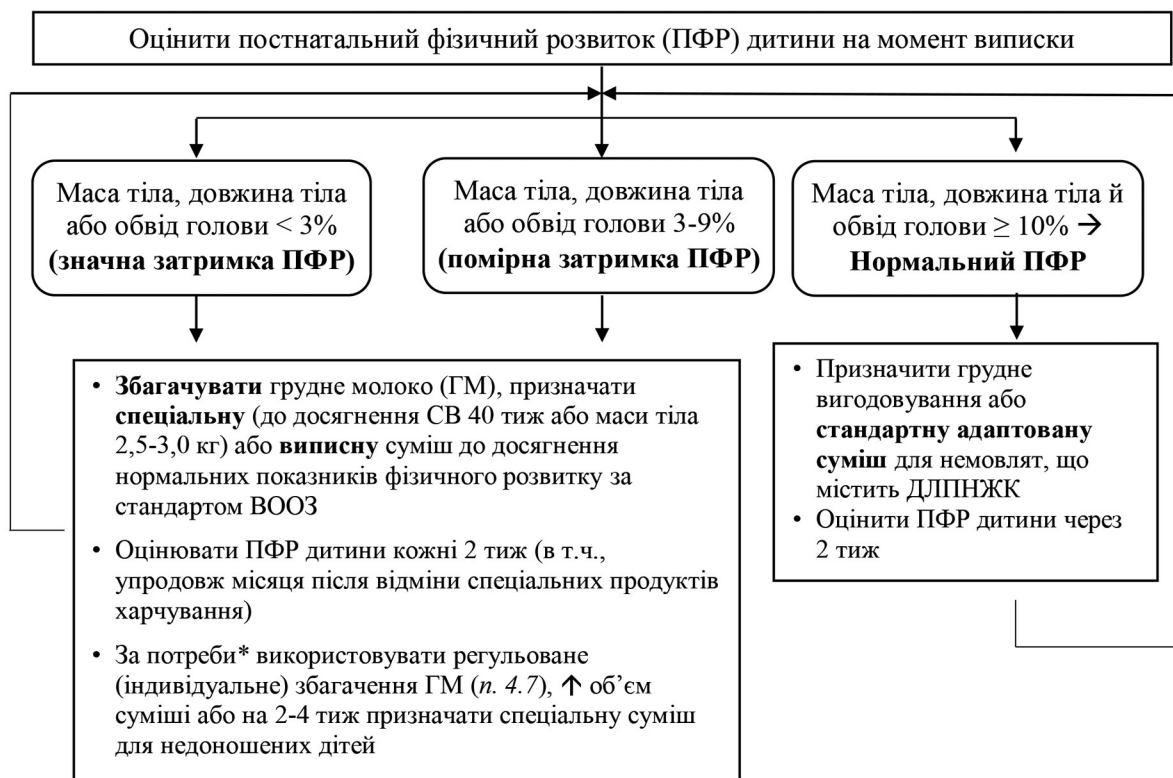 Оцінити постнатальний фізичний розвиток (ПФР) дитини на момент виписки
Маса тіла, довжина тіла
або обвід голови < 3%
(значна затримка ПФР)
Маса тіла, довжина тіла
або обвід голови 3-9%
(помірна затримка ПФР)
Маса тіла, довжина тіла й
обвід голови ≥ 10% →
Нормальний ПФР
• Збагачувати грудне молоко (ГМ), призначати
спеціальну (до досягнення СВ 40 тиж або маси тіла
2,5-3,0 кг) або виписну суміш до досягнення
нормальних показників фізичного розвитку за
стандартом ВООЗ
• Оцінювати ПФР дитини кожні 2 тиж (в т.ч.,
упродовж місяця після відміни спеціальних продуктів
харчування)
• За потреби* використовувати регульоване
(індивідуальне) збагачення ГМ (п. 4.7), ↑ об’єм
суміші або на 2-4 тиж призначати спеціальну суміш
для недоношених дітей
• Призначити грудне
вигодовування або
стандартну адаптовану
суміш для немовлят, що
містить ДЛПНЖК
• Оцінити ПФР дитини через
2 тиж